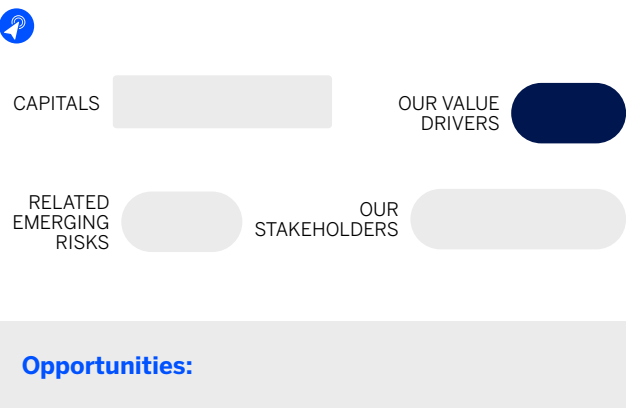 CAPITALS
OUR VALUE
DRIVERS
RELATED
EMERGING
RISKS
OUR
STAKEHOLDERS
Opportunities: